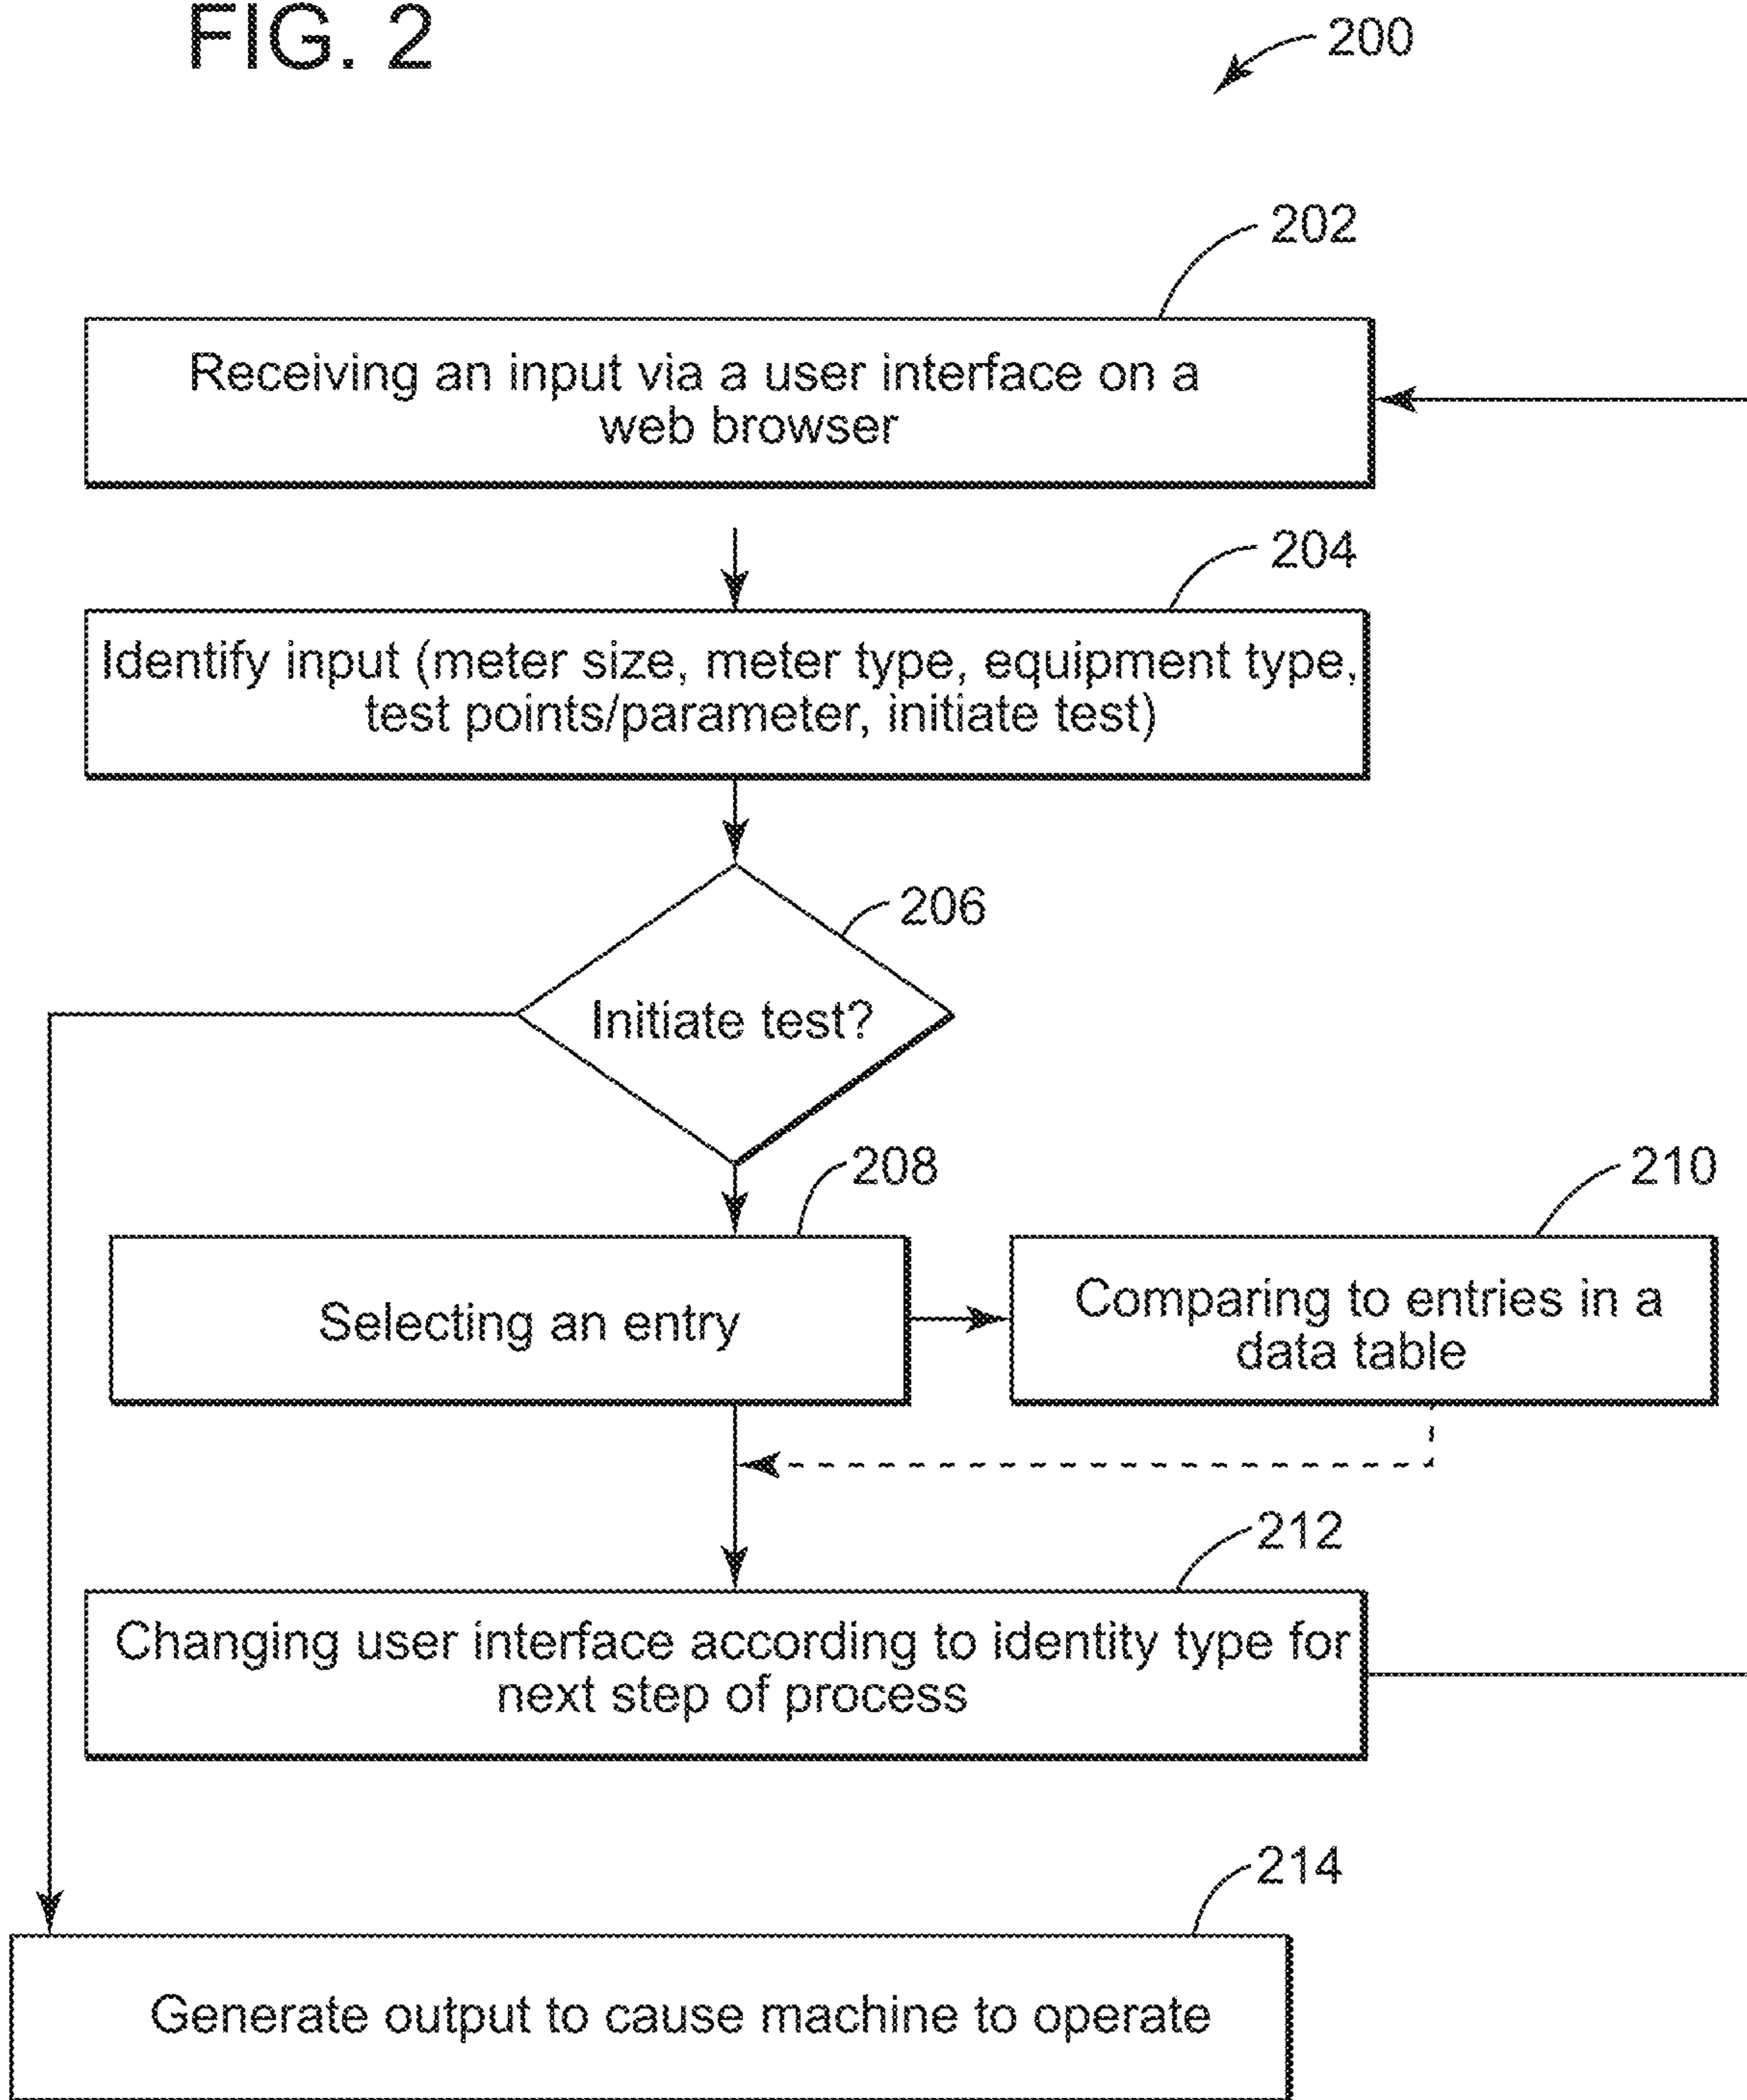 FIG. 2
200
202
Receiving an input via a user interface on a
web browser
204
Identify input (meter size, meter type, equipment type,
test points/parameter, initiate test)
206
Initiate test?
208
210
Selecting an entry
Comparing to entries in a
data table
212
Changing user interface according to identity type for
next step of process
214
Generate output to cause machine to operate